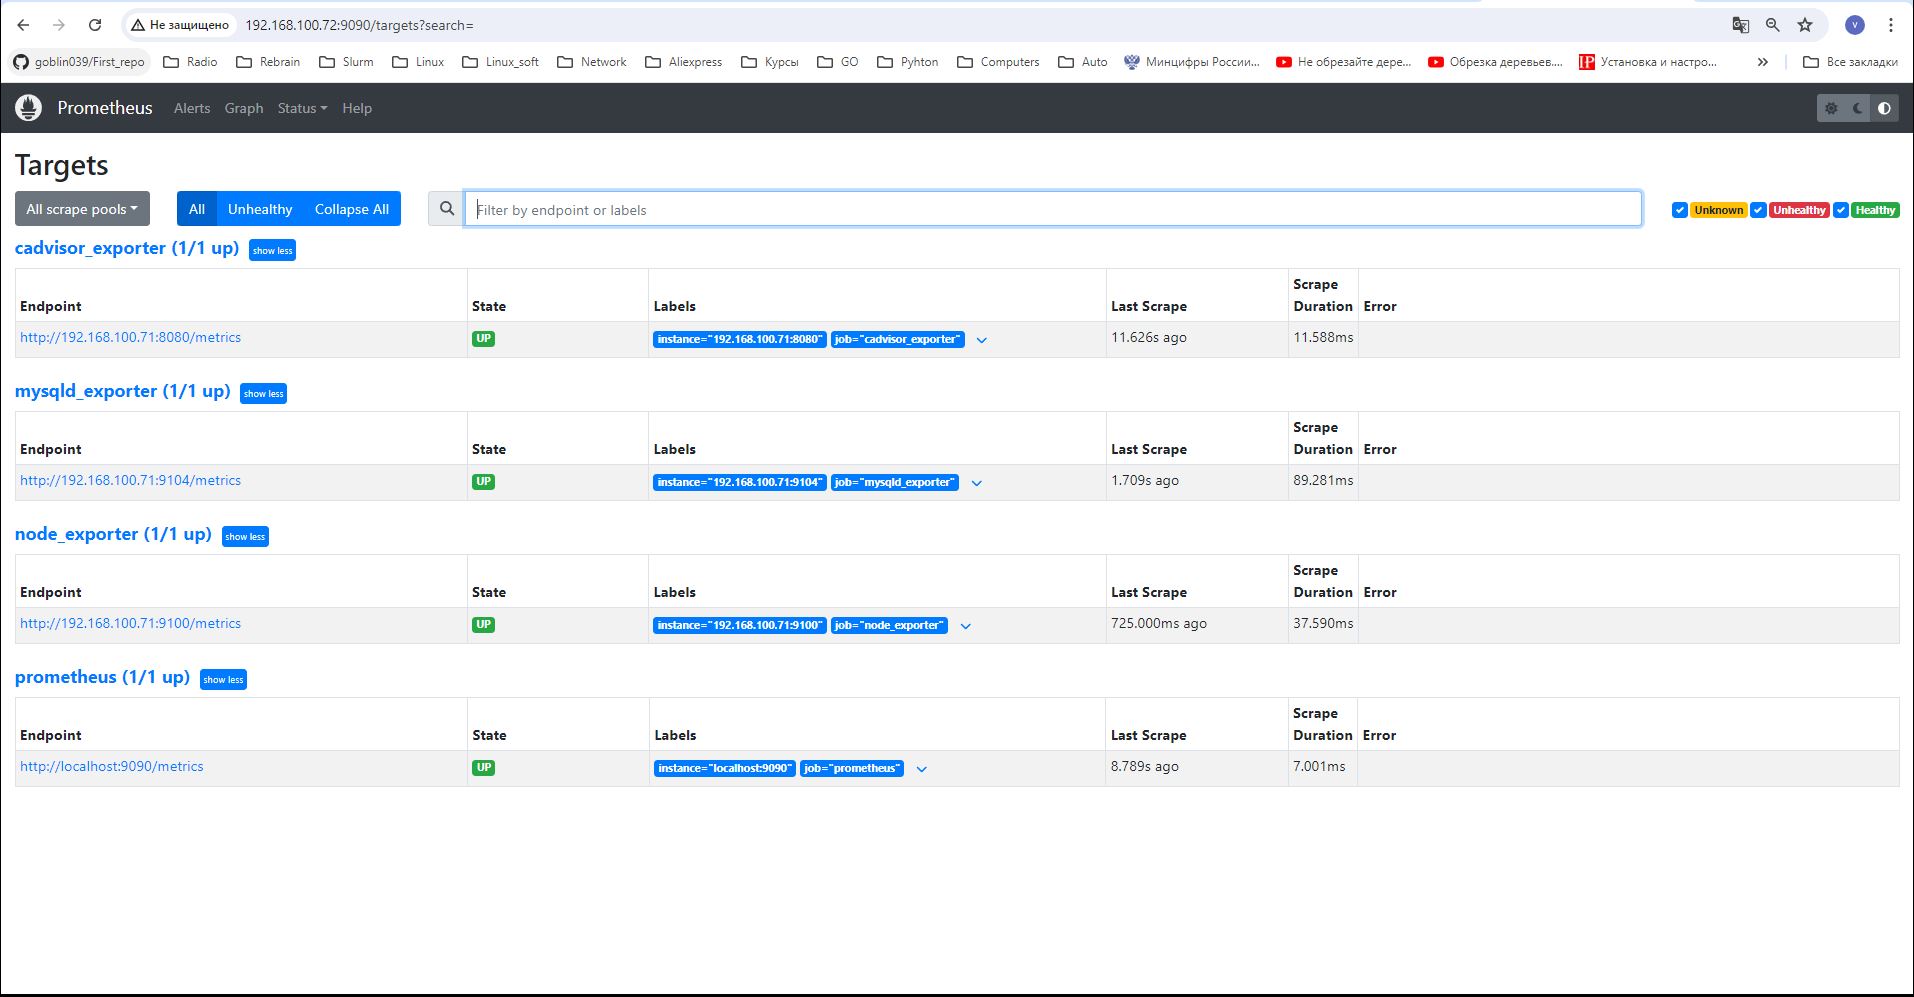 Не защищено 192.168.100.72:9090/targets?search= v
goblin039/First_repo Radio Rebrain Slurm Linux Linux_soft Network Aliexpress Курсы GO Pyhton Computers Auto Минцифры России... Не обрезайте дере... Обрезка деревьев.... Установка и настро... » Все закладки
Prometheus Alerts Graph Status Help
Targets
All scrape pools All Unhealthy Collapse All Filter by endpoint or labels Unknown Unhealthy Healthy
cadvisor_exporter (1/1 up) show less
Endpoint State Labels Last Scrape Scrape Duration Error
http://192.168.100.71:8080/metrics UP instance="192.168.100.71:8080" job="cadvisor_exporter" 11.626s ago 11.588ms
mysqld_exporter (1/1 up) show less
Endpoint State Labels Last Scrape Scrape Duration Error
http://192.168.100.71:9104/metrics UP instance="192.168.100.71:9104" job="mysqld_exporter" 1.709s ago 89.281ms
node_exporter (1/1 up) show less
Endpoint State Labels Last Scrape Scrape Duration Error
http://192.168.100.71:9100/metrics UP instance="192.168.100.71:9100" job="node_exporter" 725.000ms ago 37.590ms
prometheus (1/1 up) show less
Endpoint State Labels Last Scrape Scrape Duration Error
http://localhost:9090/metrics UP instance="localhost:9090" job="prometheus" 8.789s ago 7.001ms